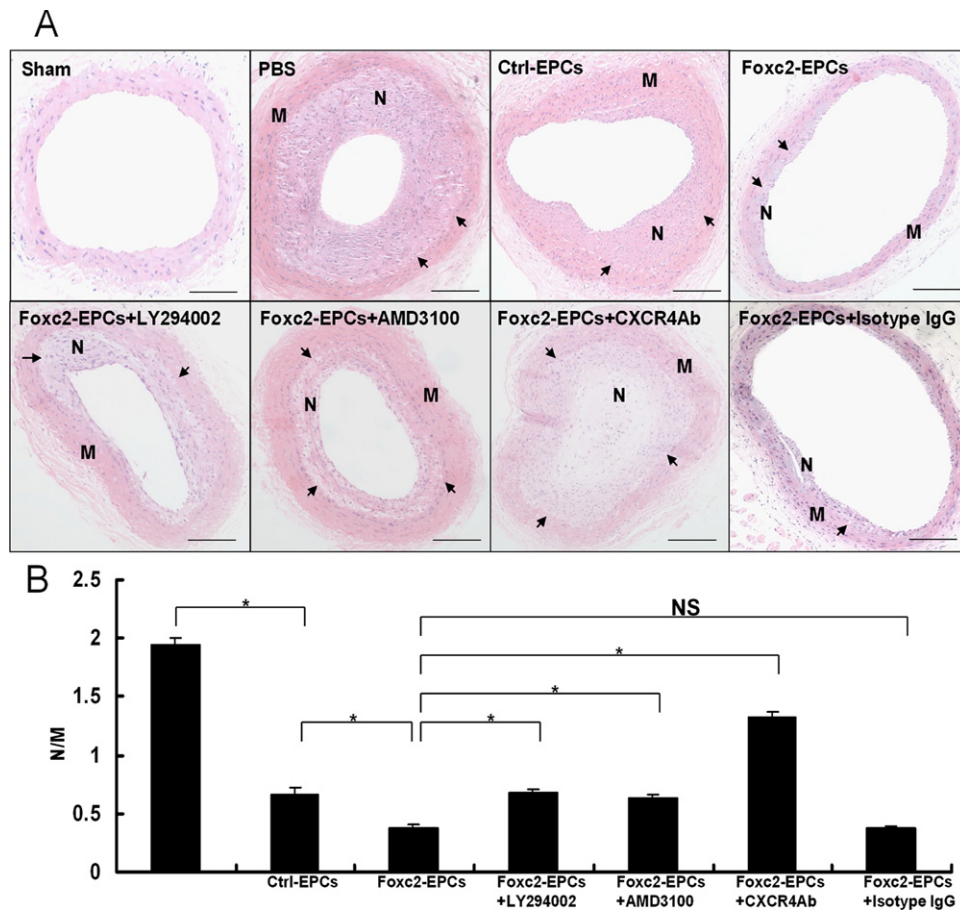 A
Sham
PBS
Ctrl-EPCs
Foxc2-EPCs
N
M
M
N
N
M
Foxc2-EPCs+LY294002
Foxc2-EPCs+AMD3100
Foxc2-EPCs+CXCR4Ab
Foxc2-EPCs+Isotype IgG
N
M
N
M
N
M
N
M
B
N/M
2.5
2
1.5
1
0.5
0
*
*
*
*
*
NS
Ctrl-EPCs
Foxc2-EPCs
Foxc2-EPCs
+LY294002
Foxc2-EPCs
+AMD3100
Foxc2-EPCs
+CXCR4Ab
Foxc2-EPCs
+Isotype IgG